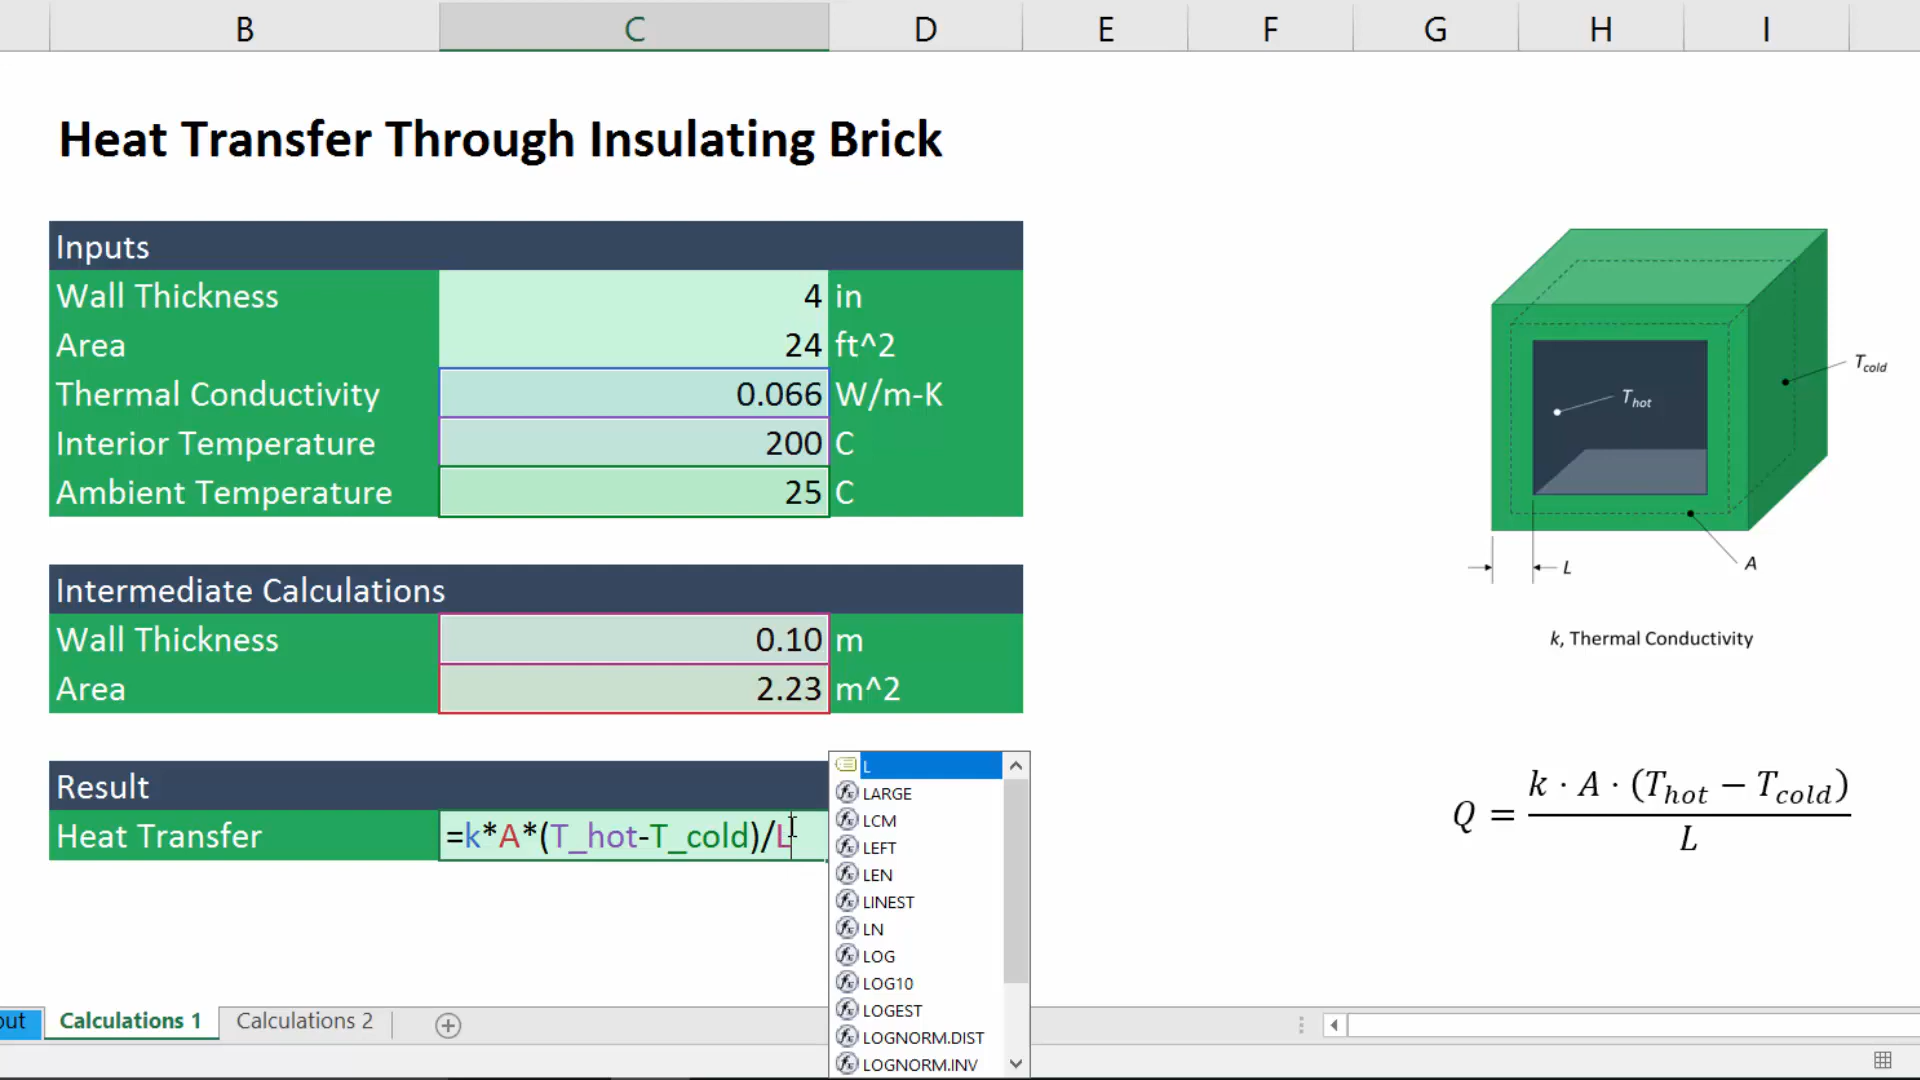 B C D E F G H I
Heat Transfer Through Insulating Brick
Inputs
Wall Thickness 4 in
Area 24 ft^2
Thermal Conductivity 0.066 W/m-K
Interior Temperature 200 C
Ambient Temperature 25 C
Intermediate Calculations
Wall Thickness 0.10 m
Area 2.23 m^2
Result
Heat Transfer =k*A*(T_hot-T_cold)/L
L
LARGE
LCM
LEFT
LEN
LINEST
LN
LOG
LOG10
LOGEST
LOGNORM.DIST
LOGNORM.INV
T_cold
T_hot
L
A
k, Thermal Conductivity
Q = k · A · (T_hot − T_cold)
L
out Calculations 1 Calculations 2